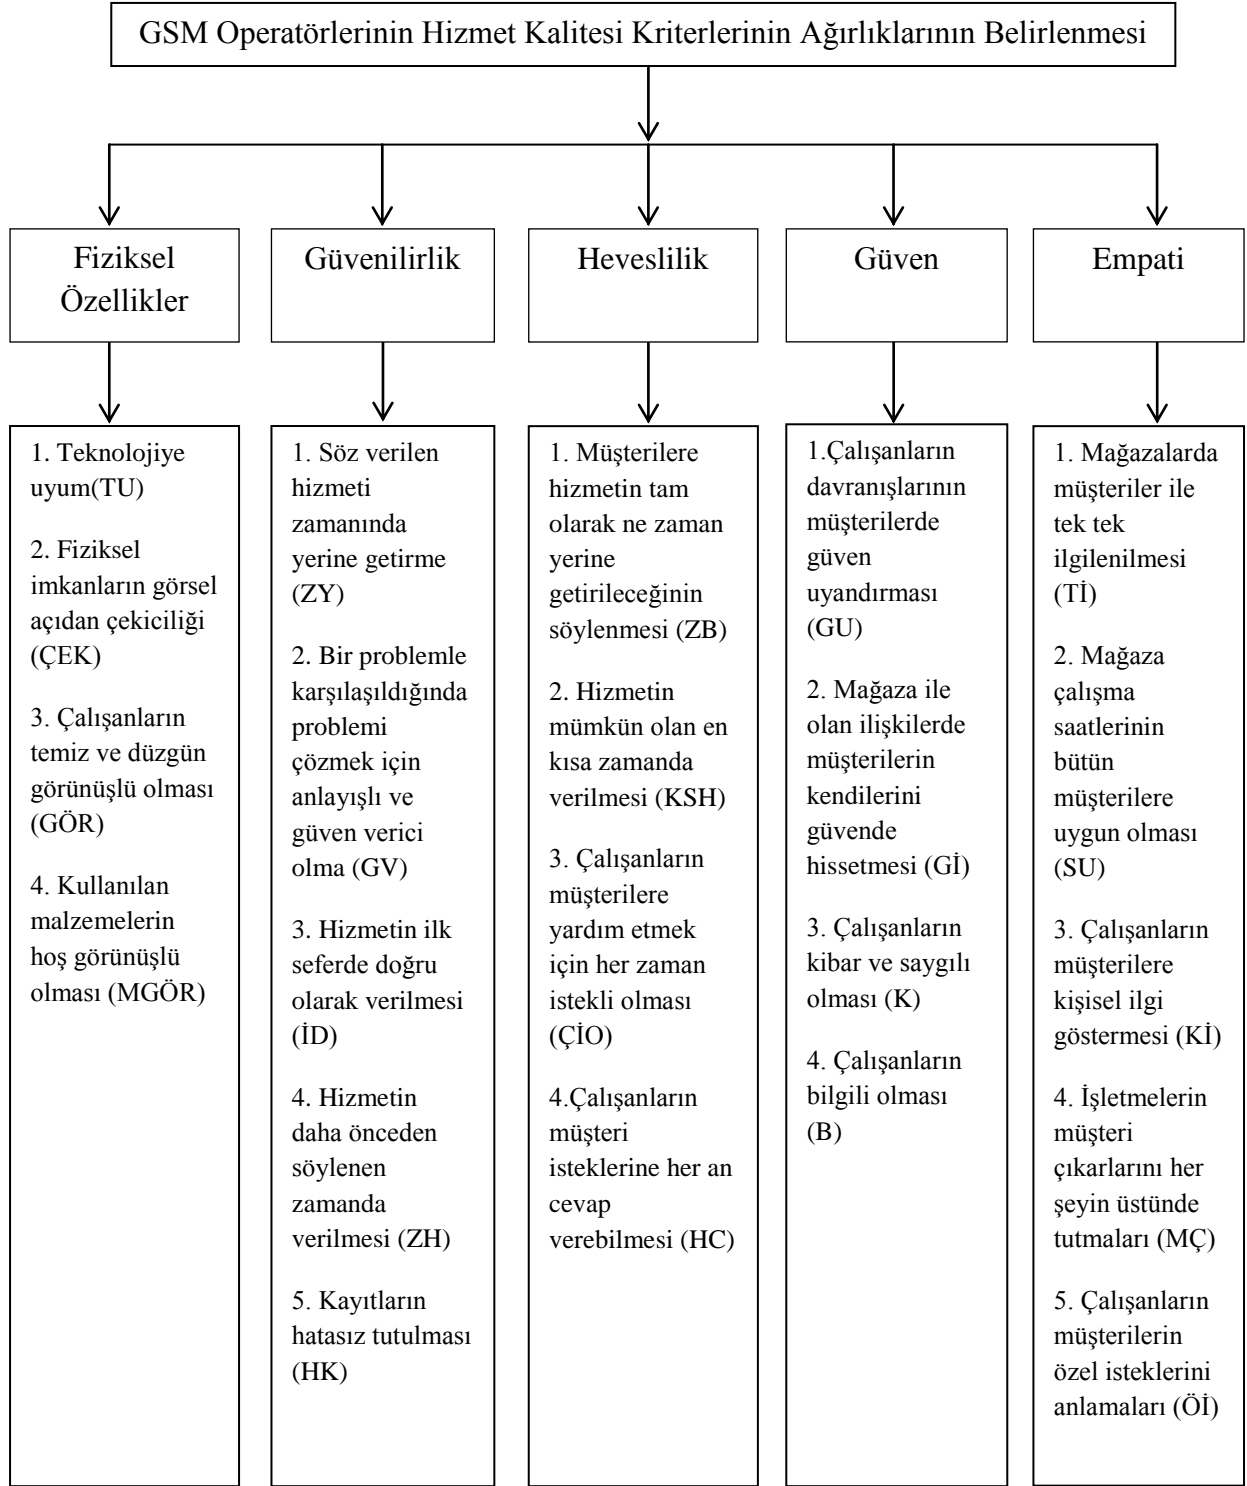 GSM Operatörlerinin Hizmet Kalitesi Kriterlerinin Ağırlıklarının Belirlenmesi
Fiziksel
Özellikler
Güvenilirlik
Heveslilik
Güven
Empati
1. Teknolojiye
uyum(TU)
2. Fiziksel
imkanların görsel
açıdan çekiciliği
(ÇEK)
3. Çalışanların
temiz ve düzgün
görünüşlü olması
(GÖR)
4. Kullanılan
malzemelerin
hoş görünüşlü
olması (MGÖR)
1. Söz verilen
hizmeti
zamanında
yerine getirme
(ZY)
2. Bir problemle
karşılaşıldığında
problemi
çözmek için
anlayışlı ve
güven verici
olma (GV)
3. Hizmetin ilk
seferde doğru
olarak verilmesi
(İD)
4. Hizmetin
daha önceden
söylenen
zamanda
verilmesi (ZH)
5. Kayıtların
hatasız tutulması
(HK)
1. Müşterilere
hizmetin tam
olarak ne zaman
yerine
getirileceğinin
söylenmesi (ZB)
2. Hizmetin
mümkün olan en
kısa zamanda
verilmesi (KSH)
3. Çalışanların
müşterilere
yardım etmek
için her zaman
istekli olması
(ÇİO)
4.Çalışanların
müşteri
isteklerine her an
cevap
verebilmesi (HC)
1.Çalışanların
davranışlarının
müşterilerde
güven
uyandırması
(GU)
2. Mağaza ile
olan ilişkilerde
müşterilerin
kendilerini
güvende
hissetmesi (Gİ)
3. Çalışanların
kibar ve saygılı
olması (K)
4. Çalışanların
bilgili olması
(B)
1. Mağazalarda
müşteriler ile
tek tek
ilgilenilmesi
(Tİ)
2. Mağaza
çalışma
saatlerinin
bütün
müşterilere
uygun olması
(SU)
3. Çalışanların
müşterilere
kişisel ilgi
göstermesi (Kİ)
4. İşletmelerin
müşteri
çıkarlarını her
şeyin üstünde
tutmaları (MÇ)
5. Çalışanların
müşterilerin
özel isteklerini
anlamaları (Öİ)